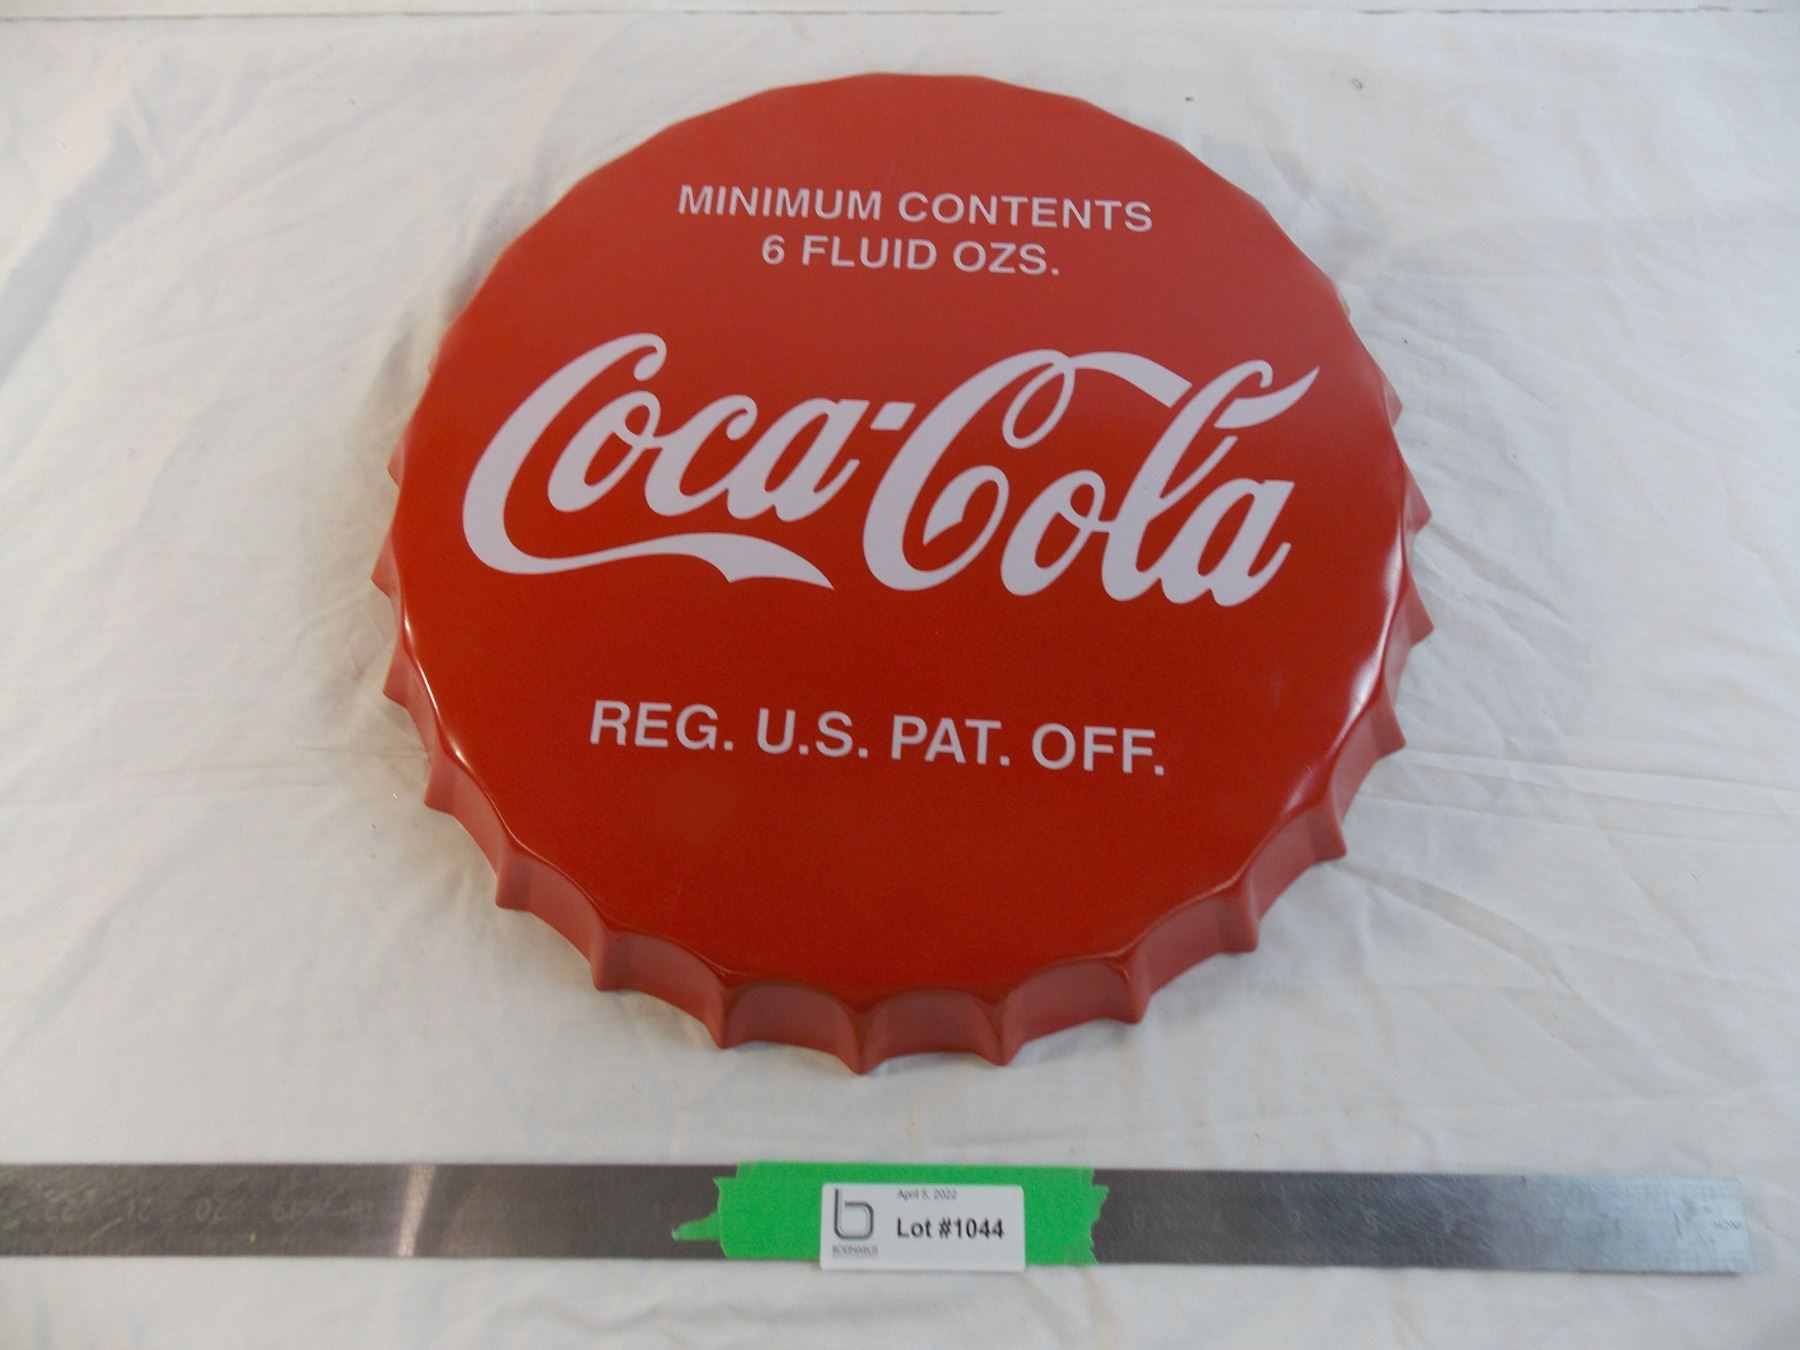 MINIMUM CONTENTS
6 FLUID OZS.
Coca-Cola
REG. U.S. PAT. OFF.
April 5, 2022
Lot #1044